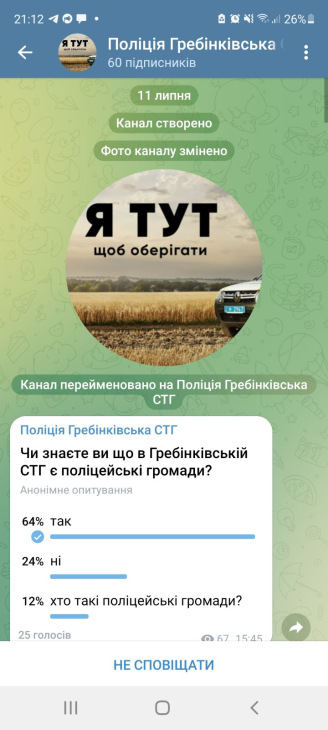 21:12
26%
Поліція Гребінківська
60 підписників
11 липня
Канал створено
Фото каналу змінено
Я ТУТ
щоб оберігати
Канал перейменовано на Поліція Гребінківська
СТГ
Поліція Гребінківська СТГ
Чи знаєте ви що в Гребінківській
СТГ є поліцейські громади?
Анонімне опитування
64% так
24% ні
12% хто такі поліцейські громади?
25 голосів
67 15:45
НЕ СПОВІЩАТИ